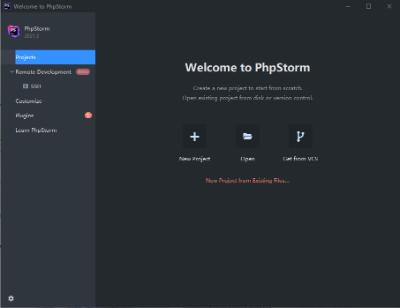 Welcome to PhpStorm
PhpStorm
2021.3
Projects
Remote Development
SSH
Customize
Plugins
Learn PhpStorm
Welcome to PhpStorm
Create a new project to start from scratch.
Open existing project from disk or version control.
New Project
Open
Get from VCS
New Project from Existing Files...